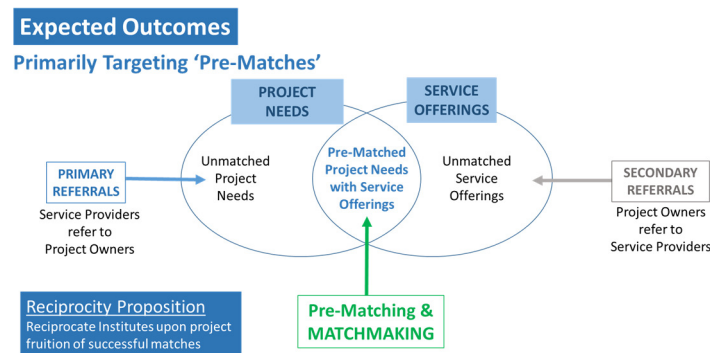 Expected Outcomes
Primarily Targeting ‘Pre-Matches’
PROJECT
NEEDS
SERVICE
OFFERINGS
Unmatched
Project
Needs
Pre-Matched
Project Needs
with Service
Offerings
Unmatched
Service
Offerings
PRIMARY
REFERRALS
Service Providers
refer to
Project Owners
SECONDARY
REFERRALS
Project Owners
refer to
Service Providers
Reciprocity Proposition
Reciprocate Institutes upon project
fruition of successful matches
Pre-Matching &
MATCHMAKING